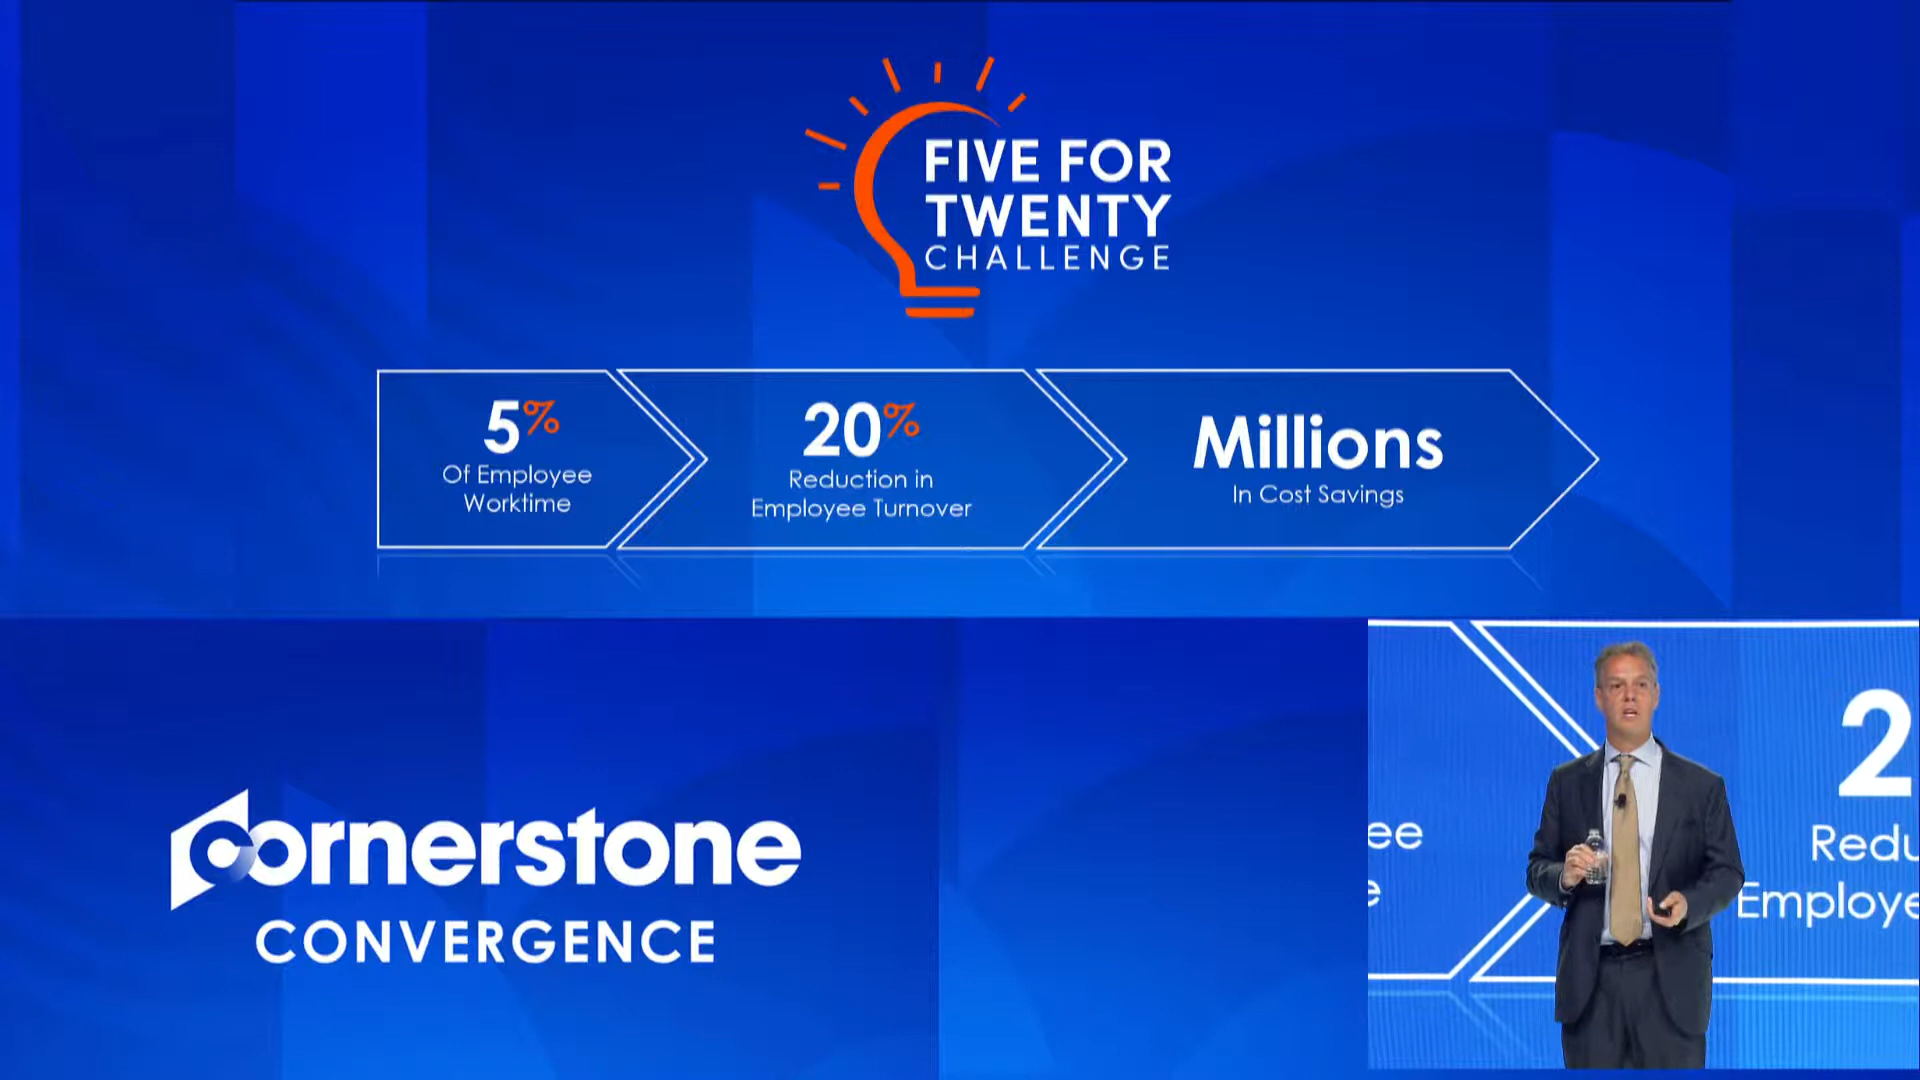 FIVE FOR
TWENTY
CHALLENGE
5%
Of Employee
Worktime
20%
Reduction in
Employee Turnover
Millions
In Cost Savings
Cornerstone
CONVERGENCE
ee
e
2
Redu
Employe